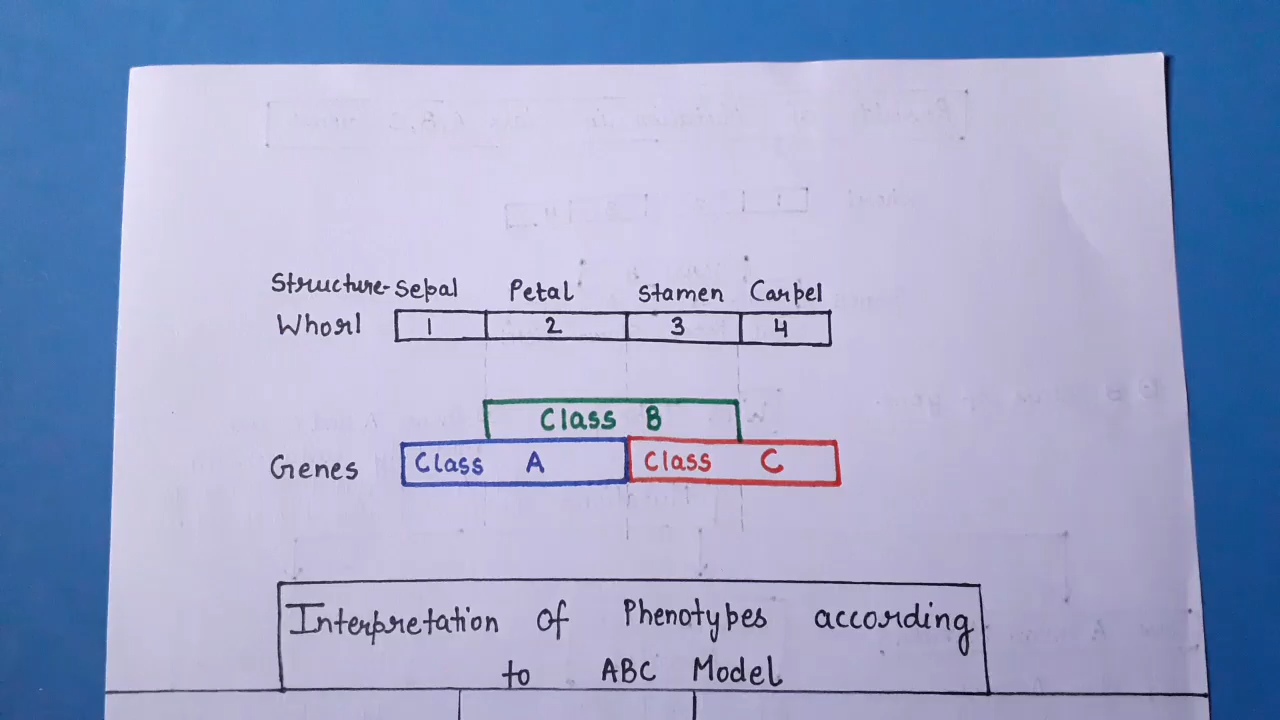 Structure-Sepal Petal Stamen Carpel
Whorl 1 2 3 4
Class B
Genes Class A Class C
Interpretation of Phenotypes according
to ABC Model